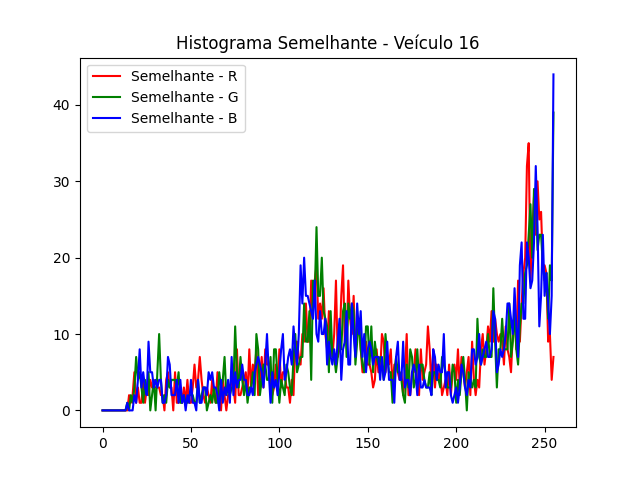 Histograma Semelhante - Veículo 16
Semelhante - R
Semelhante - G
Semelhante - B
40
30
20
10
0
0 50 100 150 200 250